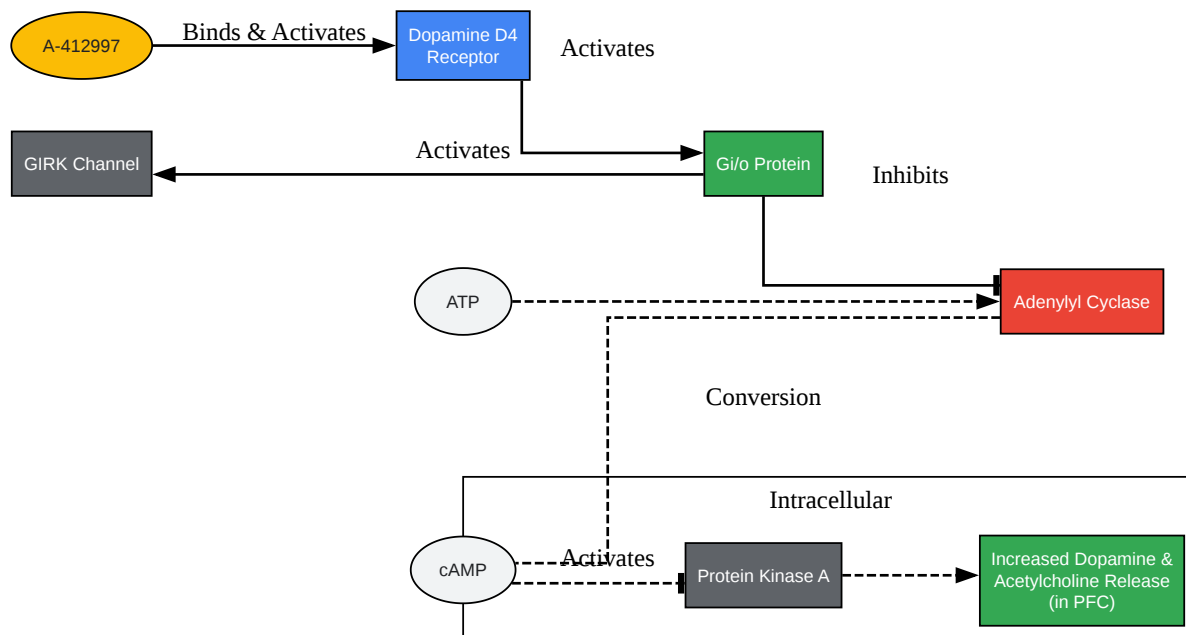 A-412997
Binds & Activates
Dopamine D4
Receptor
Activates
GIRK Channel
Activates
Gi/o Protein
Inhibits
ATP
Adenylyl Cyclase
Conversion
Intracellular
cAMP
Activates
Protein Kinase A
Increased Dopamine &
Acetylcholine Release
(in PFC)